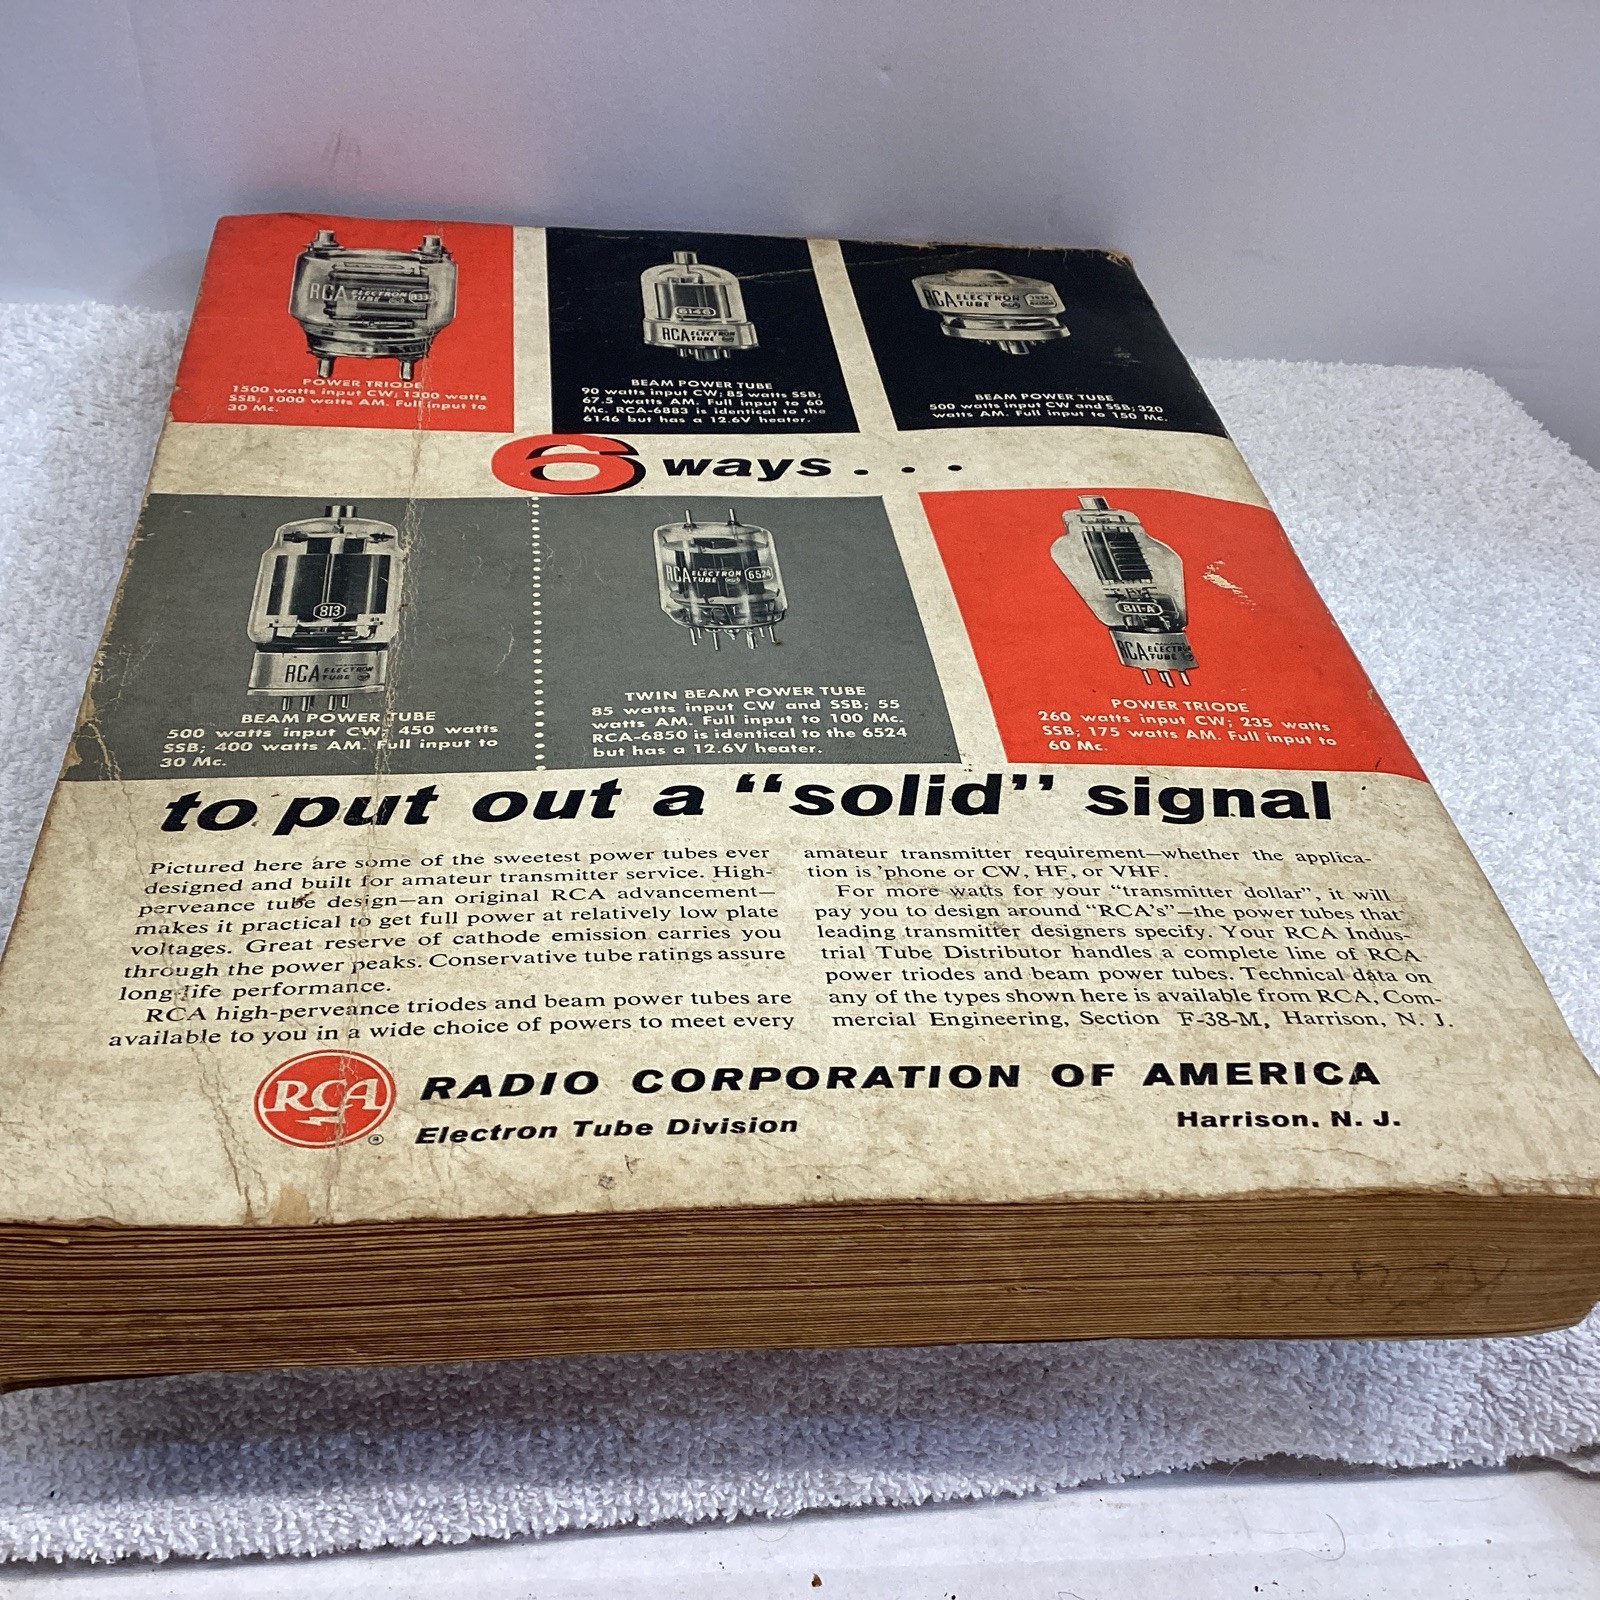 RCA ELECTRON TUBE 833
POWER TRIODE
1500 watts input CW; 1300 watts
SSB; 1000 watts AM. Full input to
30 Mc.
6146
RCA ELECTRON TUBE
BEAM POWER TUBE
90 watts input CW; 85 watts SSB;
67.5 watts AM. Full input to 60
Mc. RCA-6883 is identical to the
6146 but has a 12.6V heater.
RCA ELECTRON TUBE
BEAM POWER TUBE
500 watts input CW and SSB; 320
watts AM. Full input to 150 Mc.
6 ways . . .
813
RCA ELECTRON TUBE
BEAM POWER TUBE
500 watts input CW; 450 watts
SSB; 400 watts AM. Full input to
30 Mc.
RCA ELECTRON TUBE 6524
TWIN BEAM POWER TUBE
85 watts input CW and SSB; 55
watts AM. Full input to 100 Mc.
RCA-6850 is identical to the 6524
but has a 12.6V heater.
811-A
RCA ELECTRON TUBE
POWER TRIODE
260 watts input CW; 235 watts
SSB; 175 watts AM. Full input to
60 Mc.
to put out a “solid” signal
Pictured here are some of the sweetest power tubes ever
designed and built for amateur transmitter service. High-
perveance tube design—an original RCA advancement—
makes it practical to get full power at relatively low plate
voltages. Great reserve of cathode emission carries you
through the power peaks. Conservative tube ratings assure
long-life performance.
RCA high-perveance triodes and beam power tubes are
available to you in a wide choice of powers to meet every
amateur transmitter requirement—whether the applica-
tion is 'phone or CW, HF, or VHF.
For more watts for your “transmitter dollar”, it will
pay you to design around “RCA's”—the power tubes that
leading transmitter designers specify. Your RCA Indus-
trial Tube Distributor handles a complete line of RCA
power triodes and beam power tubes. Technical data on
any of the types shown here is available from RCA, Com-
mercial Engineering, Section F-38-M, Harrison, N. J.
RCA ®
RADIO CORPORATION OF AMERICA
Electron Tube Division
Harrison, N. J.